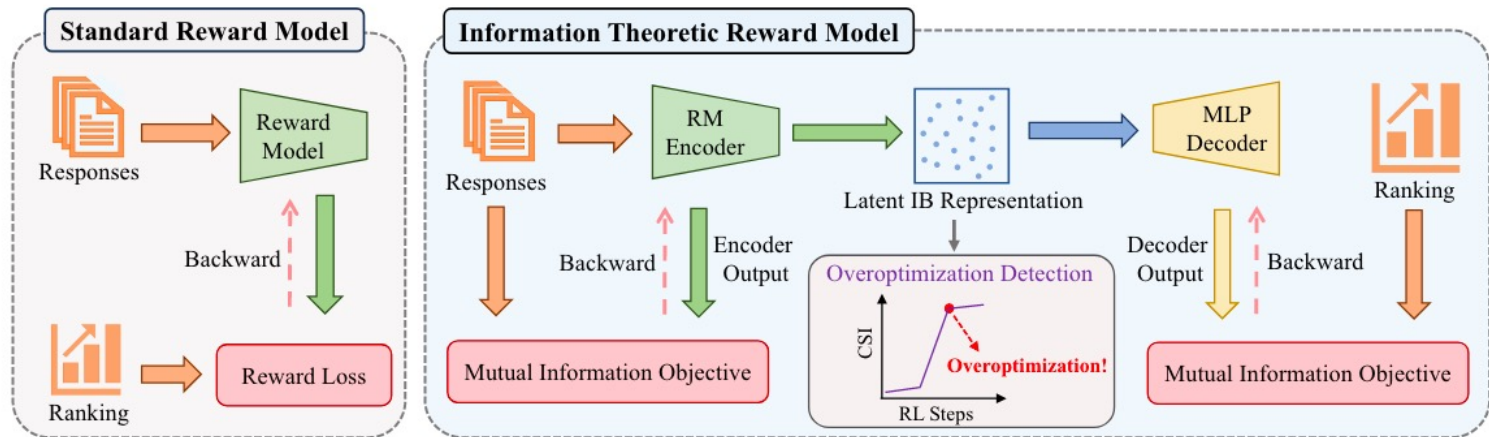 Standard Reward Model
Responses
Reward
Model
Backward
Ranking
Reward Loss
Information Theoretic Reward Model
Responses
RM
Encoder
Latent IB Representation
MLP
Decoder
Ranking
Backward
Encoder
Output
Overoptimization Detection
CSI
Overoptimization!
RL Steps
Decoder
Output
Backward
Mutual Information Objective
Mutual Information Objective